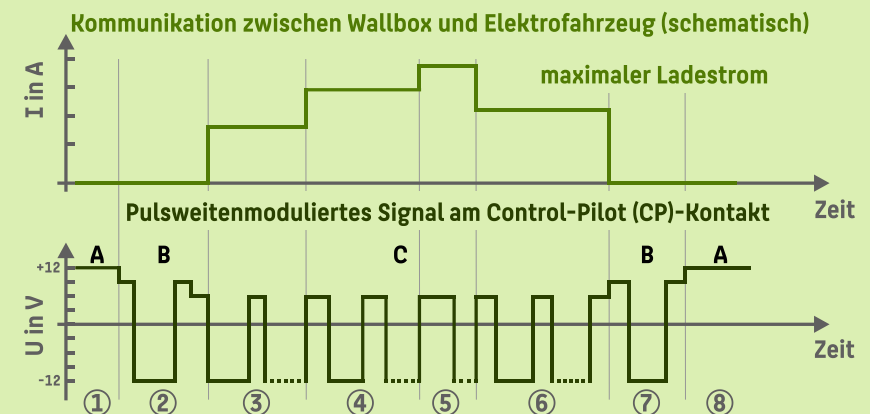 Kommunikation zwischen Wallbox und Elektrofahrzeug (schematisch)
I in A
maximaler Ladestrom
Zeit
Pulsweitenmoduliertes Signal am Control-Pilot (CP)-Kontakt
A B C B A
+12
U in V
Zeit
-12
① ② ③ ④ ⑤ ⑥ ⑦ ⑧